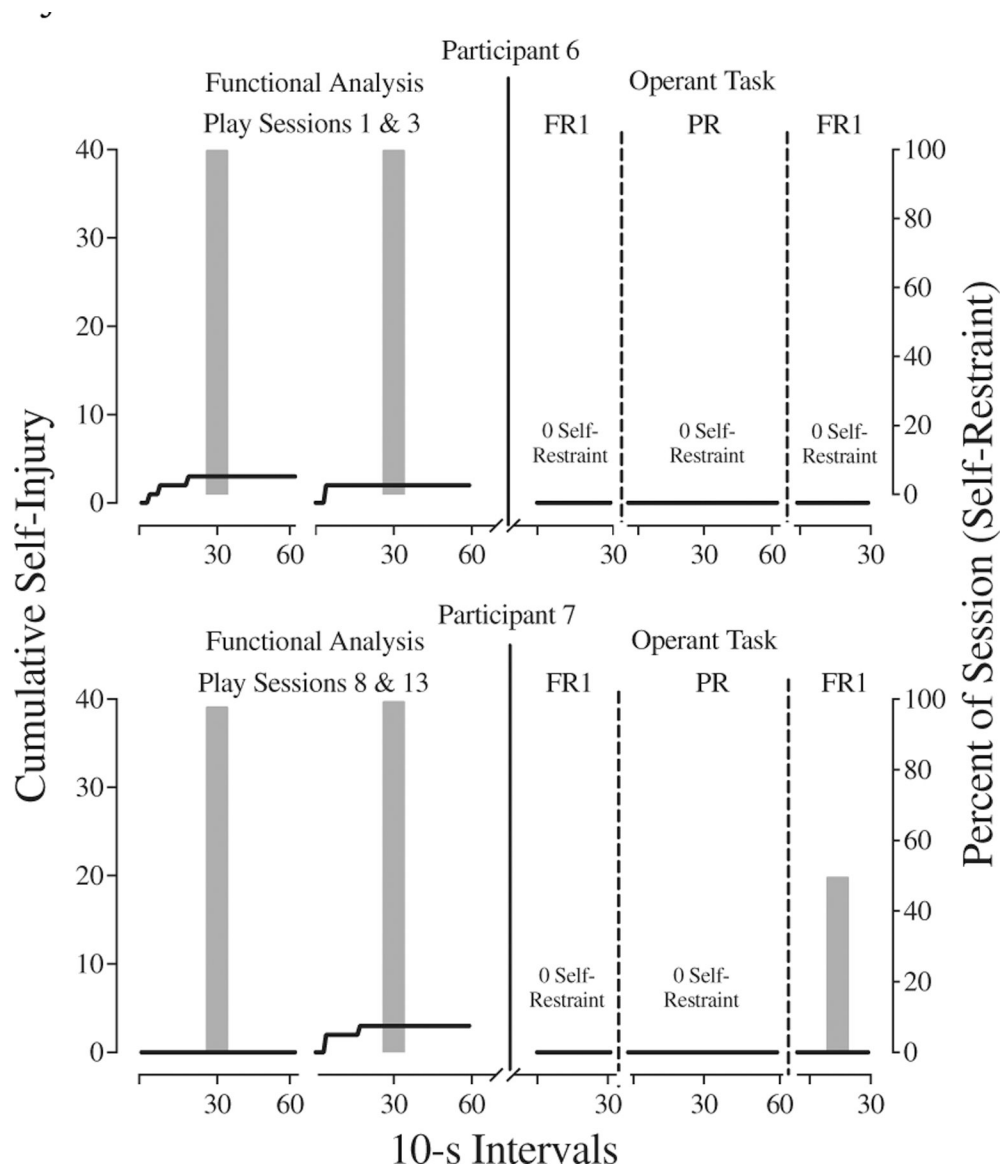 Participant 6
Functional Analysis
Operant Task
Play Sessions 1 & 3
FR1
PR
FR1
40
30
20
10
0
100
80
60
40
20
0
0 Self-
Restraint
0 Self-
Restraint
0 Self-
Restraint
30
60
30
60
30
30
60
30
Cumulative Self-Injury
Percent of Session (Self-Restraint)
Participant 7
Functional Analysis
Operant Task
Play Sessions 8 & 13
FR1
PR
FR1
40
30
20
10
0
100
80
60
40
20
0
0 Self-
Restraint
0 Self-
Restraint
30
60
30
60
30
30
60
30
10-s Intervals